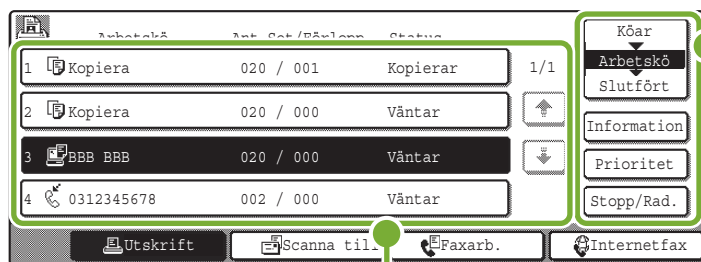 Arbetskö Ant Set/Förlopp Status
Köar
Arbetskö
Slutfört
1 Kopiera 020 / 001 Kopierar 1/1
2 Kopiera 020 / 000 Väntar
Information
3 BBB BBB 020 / 000 Väntar
Prioritet
4 0312345678 002 / 000 Väntar
Stopp/Rad.
Utskrift Scanna till Faxarb. Internetfax